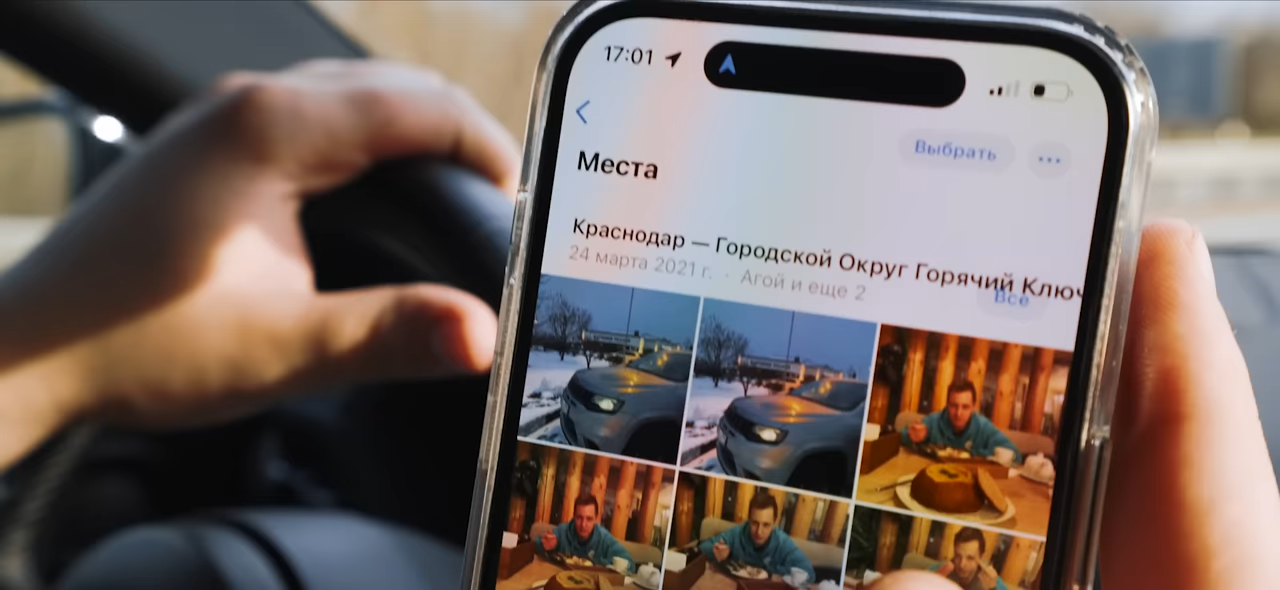 17:01
Выбрать
Места
Краснодар — Городской Округ Горячий Ключ
24 марта 2021 г. · Агой и еще 2
Все